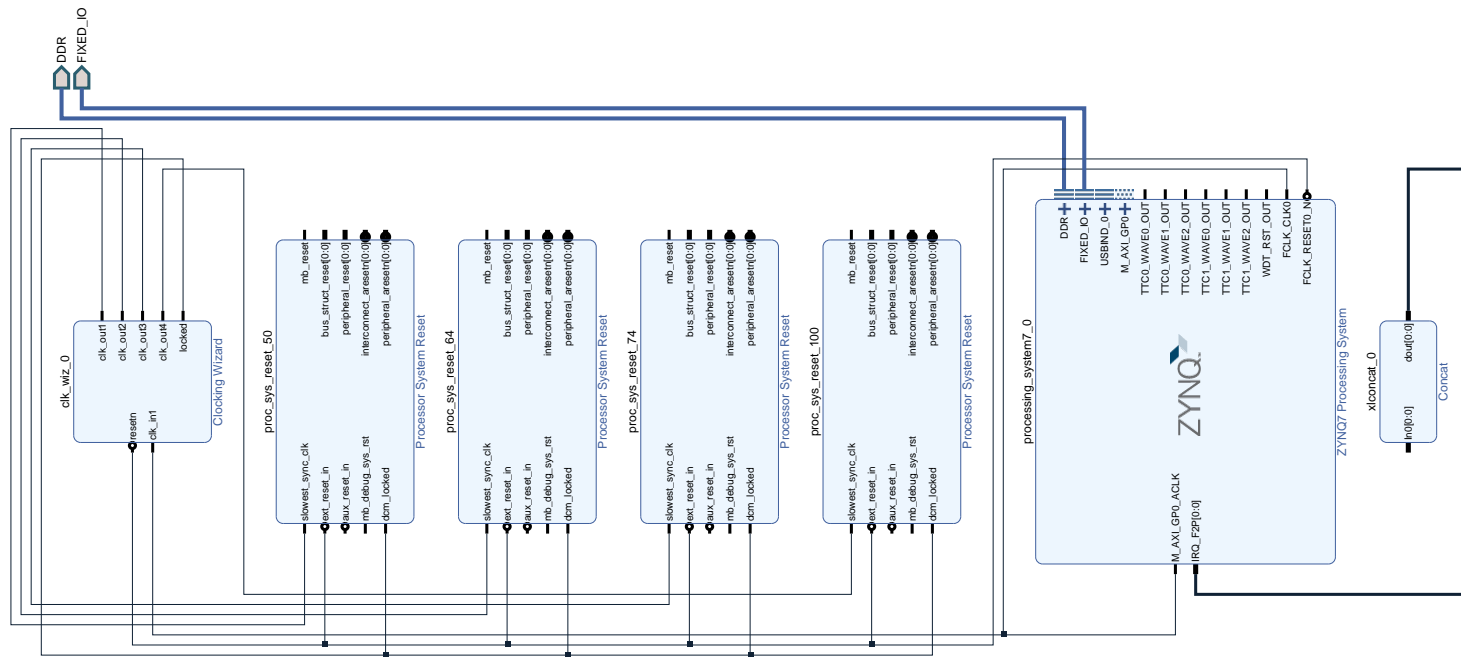 DDR
FIXED_IO
clk_wiz_0
clk_out1
clk_out2
clk_out3
clk_out4
locked
resetn
clk_in1
Clocking Wizard
proc_sys_reset_50
mb_reset
bus_struct_reset[0:0]
peripheral_reset[0:0]
interconnect_aresetn[0:0]
peripheral_aresetn[0:0]
slowest_sync_clk
ext_reset_in
aux_reset_in
mb_debug_sys_rst
dcm_locked
Processor System Reset
proc_sys_reset_64
mb_reset
bus_struct_reset[0:0]
peripheral_reset[0:0]
interconnect_aresetn[0:0]
peripheral_aresetn[0:0]
slowest_sync_clk
ext_reset_in
aux_reset_in
mb_debug_sys_rst
dcm_locked
Processor System Reset
proc_sys_reset_74
mb_reset
bus_struct_reset[0:0]
peripheral_reset[0:0]
interconnect_aresetn[0:0]
peripheral_aresetn[0:0]
slowest_sync_clk
ext_reset_in
aux_reset_in
mb_debug_sys_rst
dcm_locked
Processor System Reset
proc_sys_reset_100
mb_reset
bus_struct_reset[0:0]
peripheral_reset[0:0]
interconnect_aresetn[0:0]
peripheral_aresetn[0:0]
slowest_sync_clk
ext_reset_in
aux_reset_in
mb_debug_sys_rst
dcm_locked
Processor System Reset
processing_system7_0
DDR
FIXED_IO
USBIND_0
M_AXI_GP0
TTC0_WAVE0_OUT
TTC0_WAVE1_OUT
TTC0_WAVE2_OUT
TTC1_WAVE0_OUT
TTC1_WAVE1_OUT
TTC1_WAVE2_OUT
WDT_RST_OUT
FCLK_CLK0
FCLK_RESET0_N
ZYNQ
M_AXI_GP0_ACLK
IRQ_F2P[0:0]
ZYNQ7 Processing System
xlconcat_0
dout[0:0]
In0[0:0]
Concat